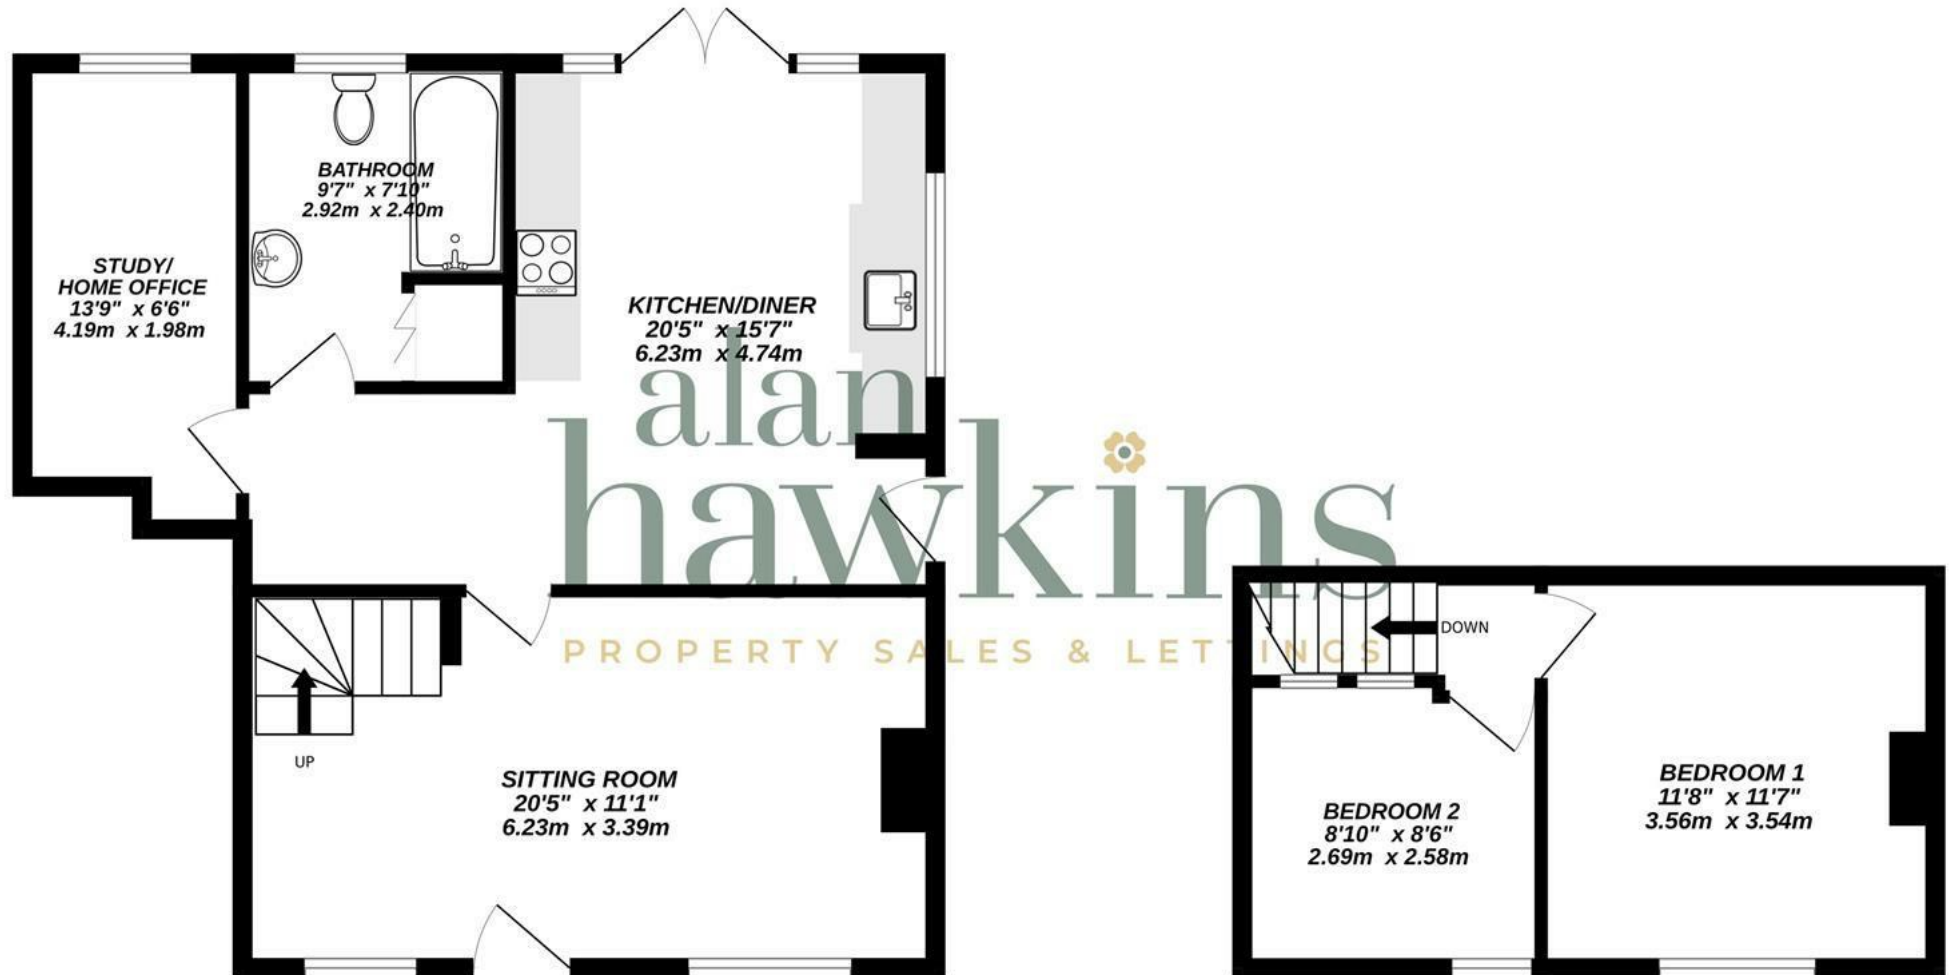 BATHROOM
9'7" x 7'10"
2.92m x 2.40m
STUDY/
HOME OFFICE
13'9" x 6'6"
4.19m x 1.98m
KITCHEN/DINER
20'5" x 15'7"
6.23m x 4.74m
alan
hawkins
PROPERTY SALES & LETTINGS
UP
SITTING ROOM
20'5" x 11'1"
6.23m x 3.39m
DOWN
BEDROOM 1
11'8" x 11'7"
3.56m x 3.54m
BEDROOM 2
8'10" x 8'6"
2.69m x 2.58m